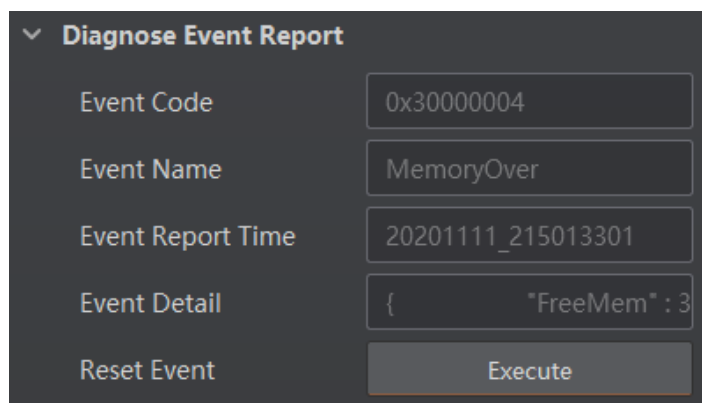 Diagnose Event Report
Event Code 0x30000004
Event Name MemoryOver
Event Report Time 20201111_215013301
Event Detail { "FreeMem" : 3
Reset Event Execute